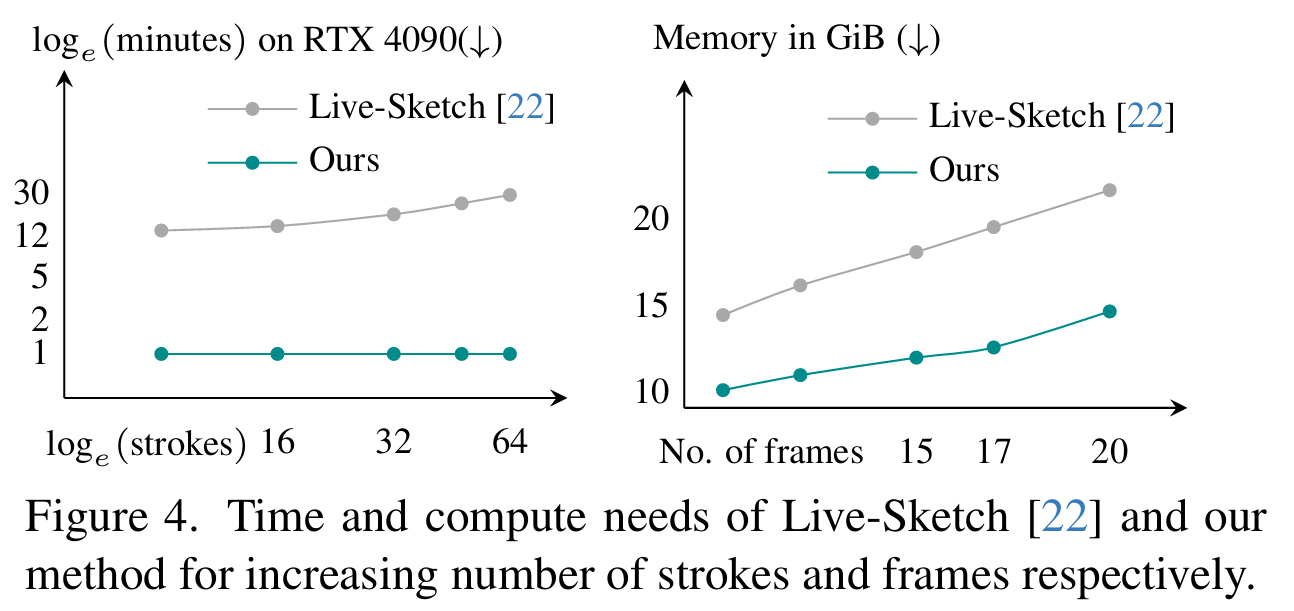 logₑ(minutes) on RTX 4090(↓)
Live-Sketch [22]
Ours
30
12
5
2
1
logₑ(strokes) 16 32 64
Memory in GiB (↓)
Live-Sketch [22]
Ours
20
15
10
No. of frames 15 17 20
Figure 4. Time and compute needs of Live-Sketch [22] and our
method for increasing number of strokes and frames respectively.